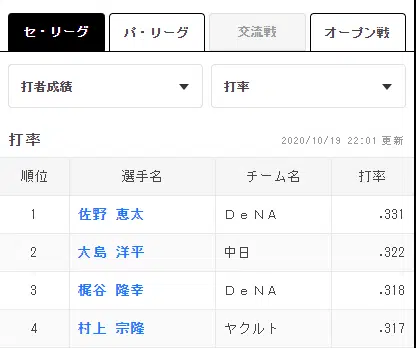 セ・リーグ パ・リーグ 交流戦 オープン戦
打者成績 打率
打率 2020/10/19 22:01 更新
順位 選手名 チーム名 打率
1 佐野 恵太 ＤｅＮＡ .331
2 大島 洋平 中日 .322
3 梶谷 隆幸 ＤｅＮＡ .318
4 村上 宗隆 ヤクルト .317